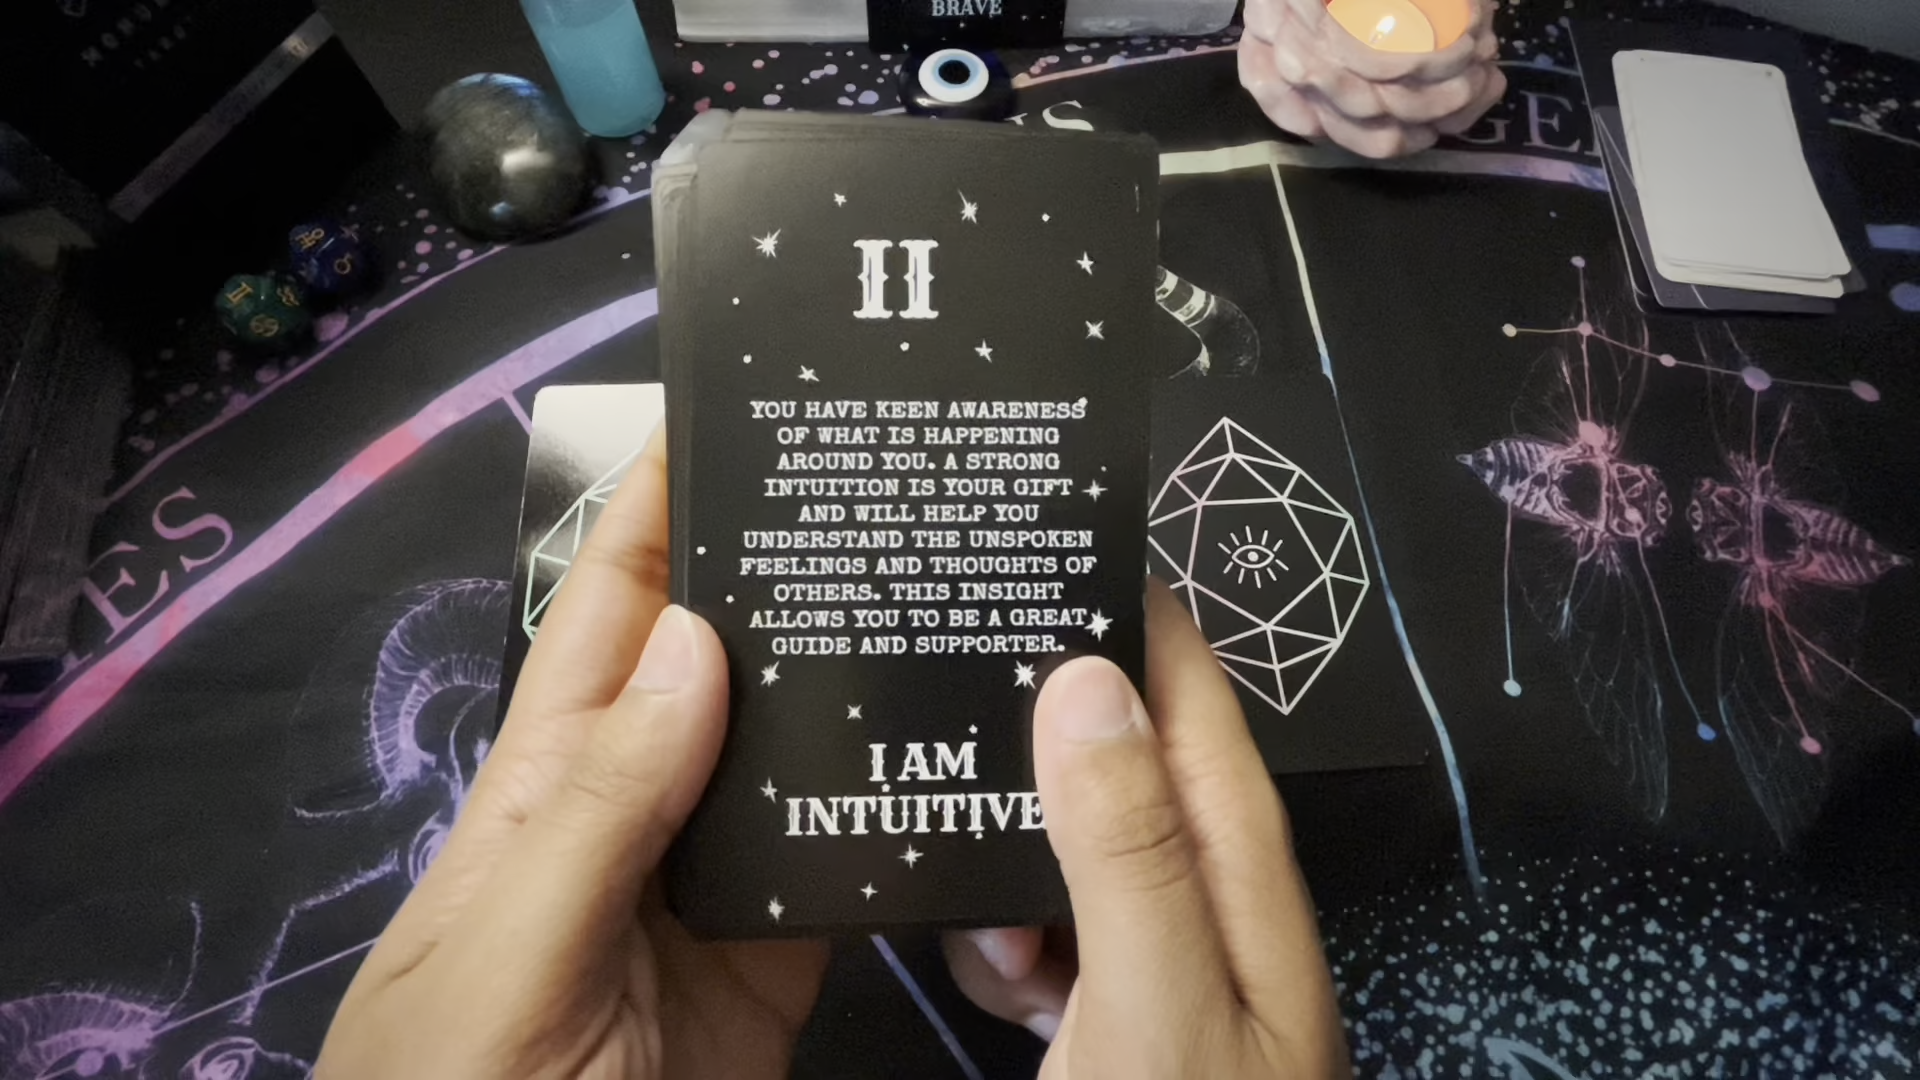 BRAVE
II
YOU HAVE KEEN AWARENESS
OF WHAT IS HAPPENING
AROUND YOU. A STRONG
INTUITION IS YOUR GIFT
AND WILL HELP YOU
UNDERSTAND THE UNSPOKEN
FEELINGS AND THOUGHTS OF
OTHERS. THIS INSIGHT
ALLOWS YOU TO BE A GREAT
GUIDE AND SUPPORTER.
I AM
INTUITIVE